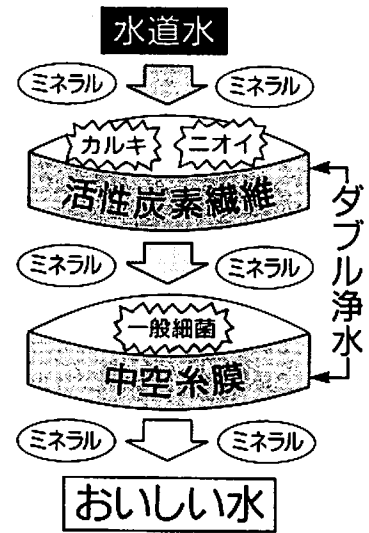 水道水
ミネラル
ミネラル
カルキ
ニオイ
活性炭素繊維
ダブル浄水
ミネラル
ミネラル
一般細菌
中空糸膜
ミネラル
ミネラル
おいしい水